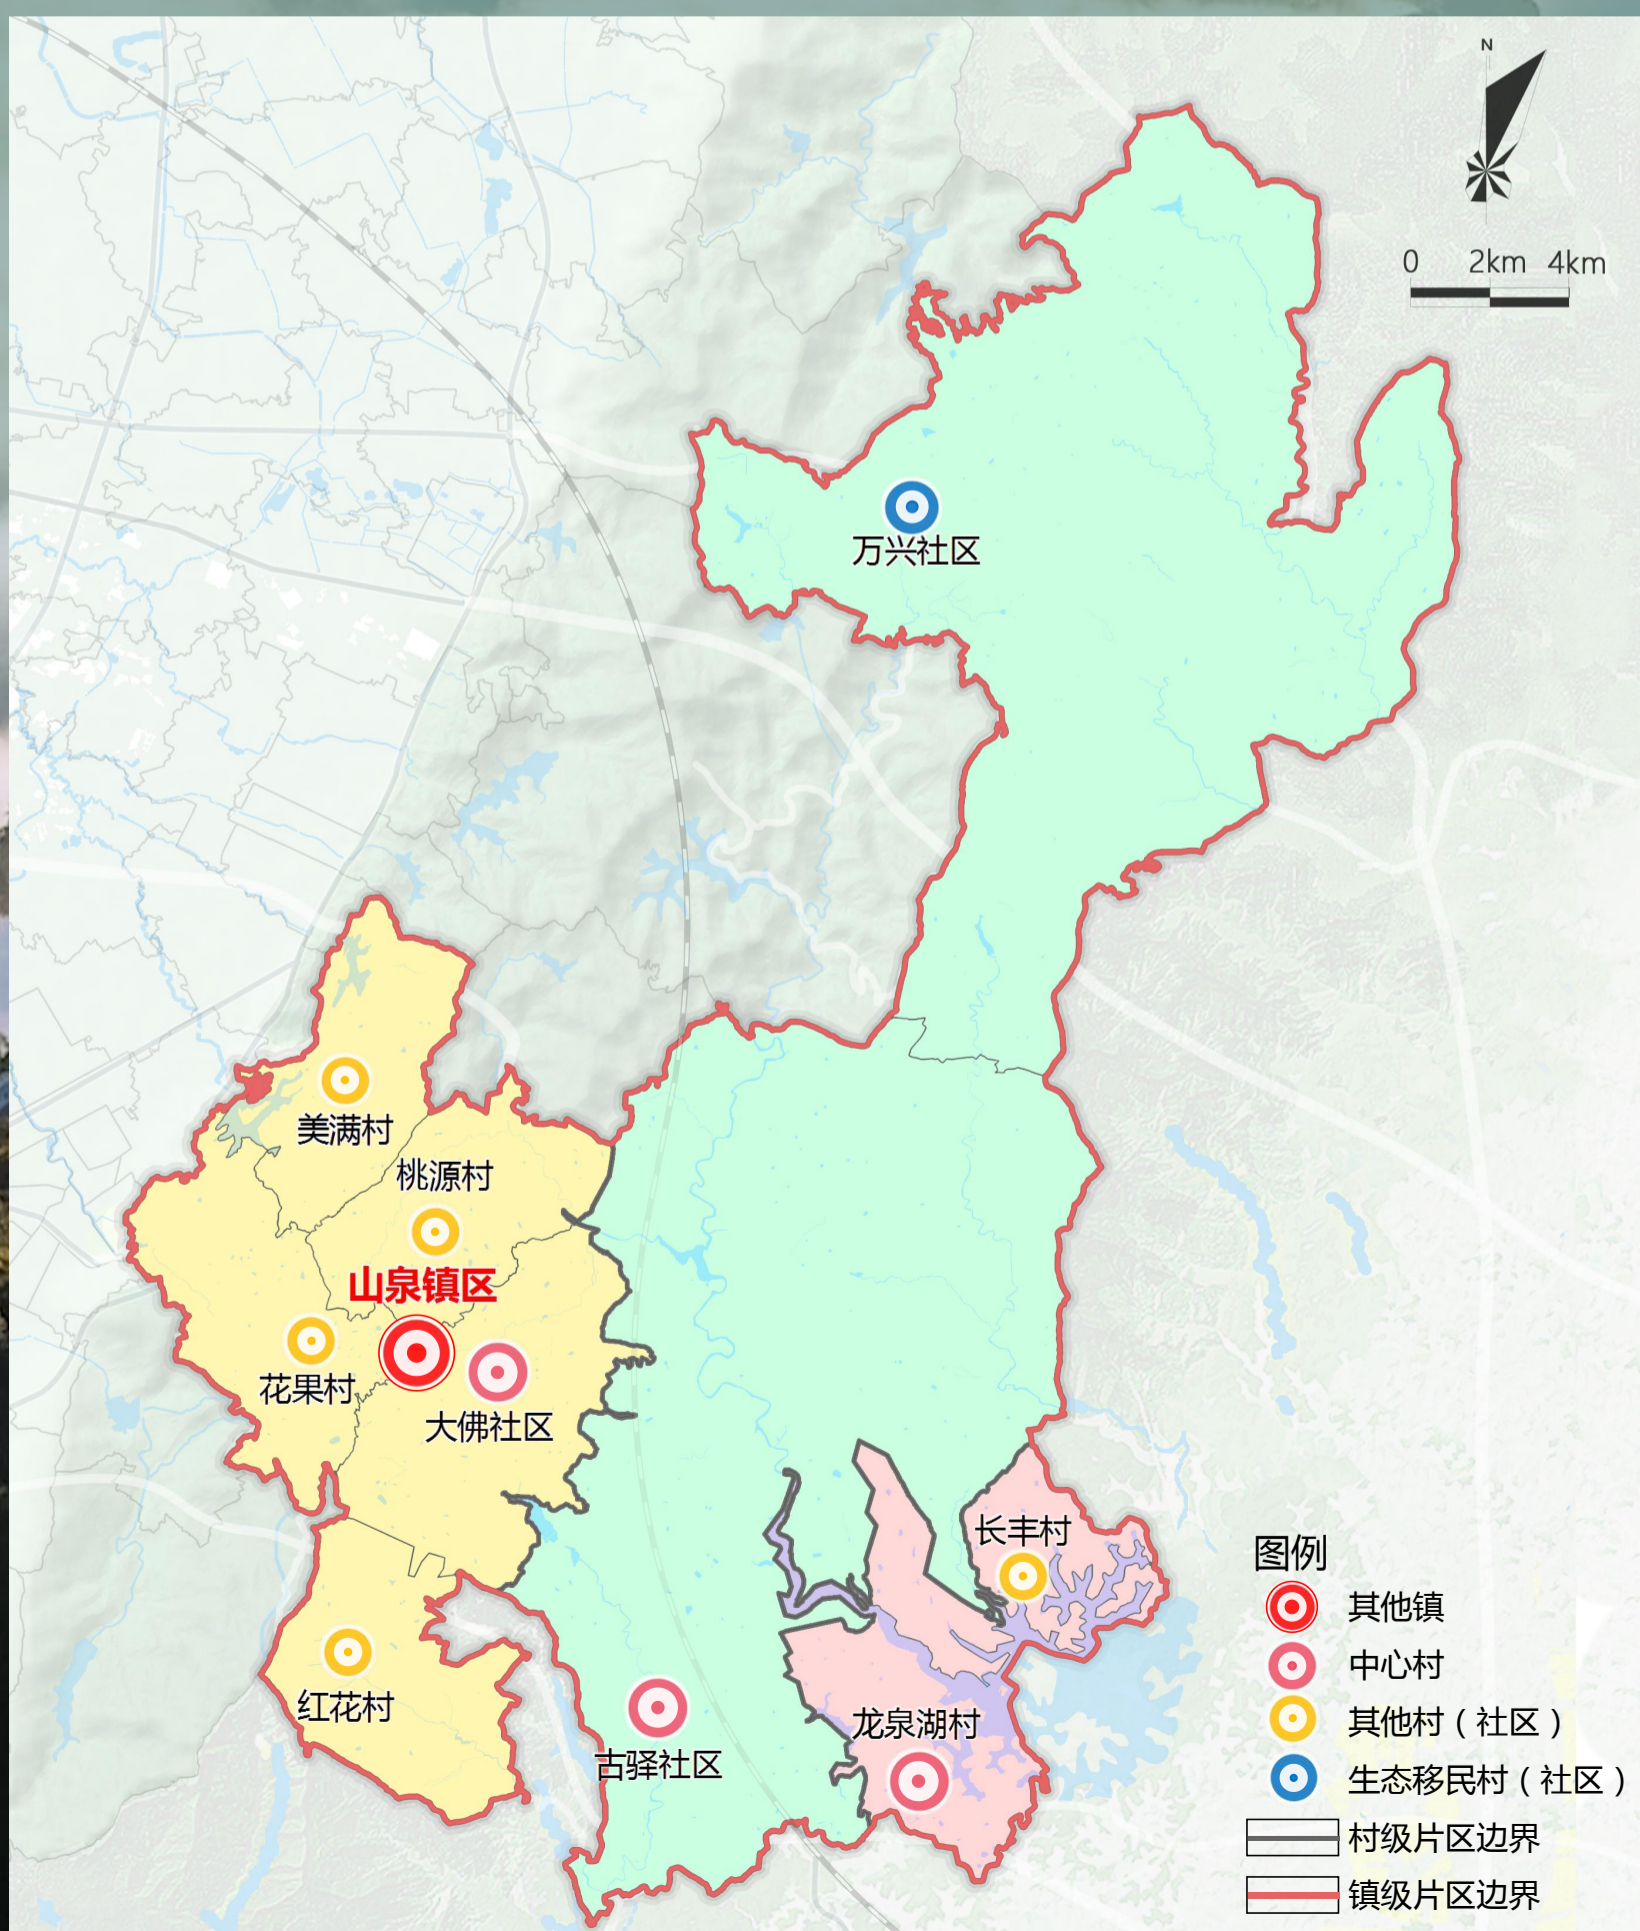 N
0 2km 4km
万兴社区
美满村
桃源村
山泉镇区
花果村
大佛社区
长丰村
红花村
龙泉湖村
古驿社区
图例
其他镇
中心村
其他村（社区）
生态移民村（社区）
村级片区边界
镇级片区边界